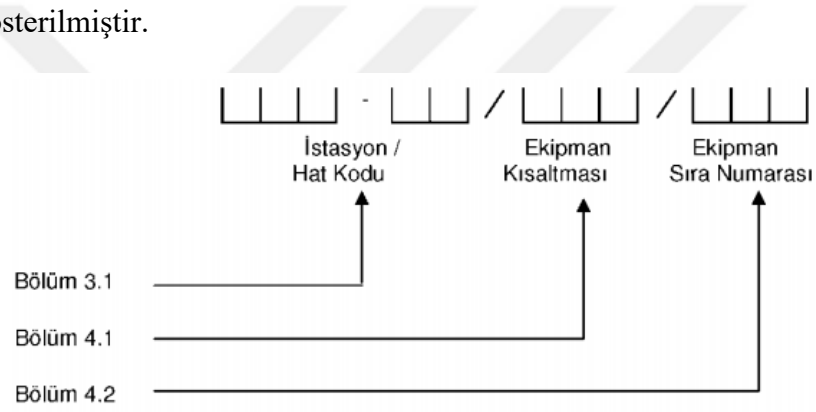 österilmiştir.
- / /
İstasyon / Ekipman Ekipman
Hat Kodu Kısaltması Sıra Numarası
Bölüm 3.1
Bölüm 4.1
Bölüm 4.2